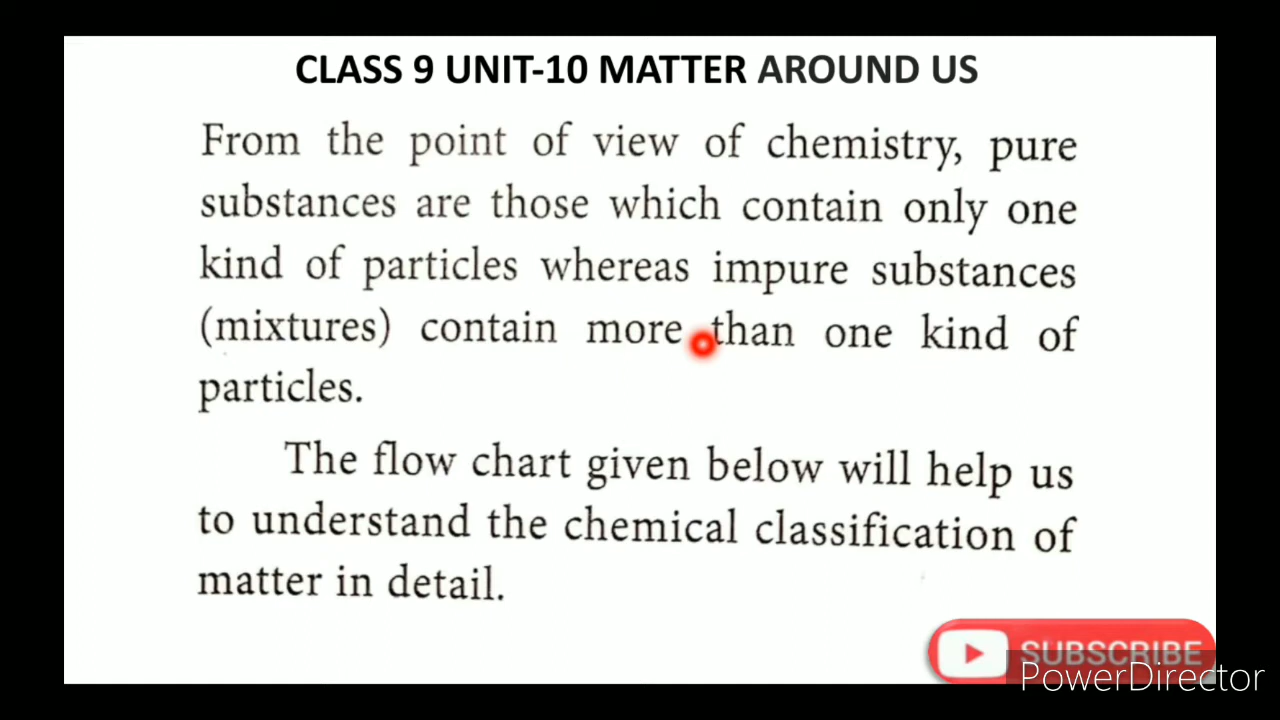 CLASS 9 UNIT-10 MATTER AROUND US
From the point of view of chemistry, pure
substances are those which contain only one
kind of particles whereas impure substances
(mixtures) contain more than one kind of
particles.
The flow chart given below will help us
to understand the chemical classification of
matter in detail.
SUBSCRIBE
PowerDirector